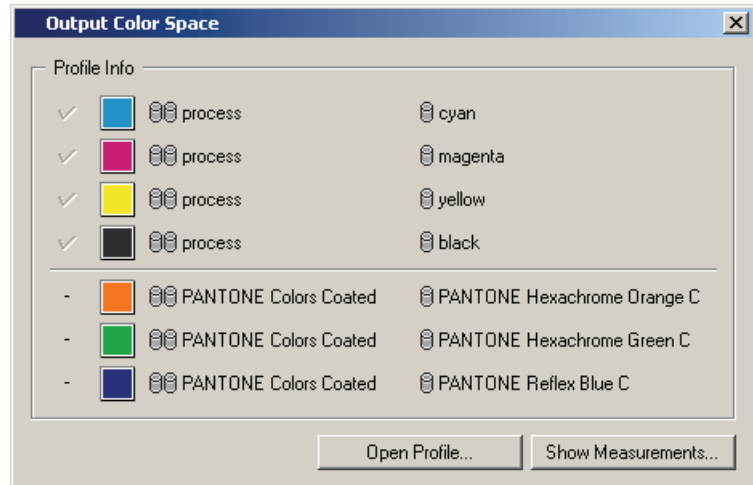 Output Color Space
Profile Info
process cyan
process magenta
process yellow
process black
- PANTONE Colors Coated PANTONE Hexachrome Orange C
- PANTONE Colors Coated PANTONE Hexachrome Green C
- PANTONE Colors Coated PANTONE Reflex Blue C
Open Profile... Show Measurements...